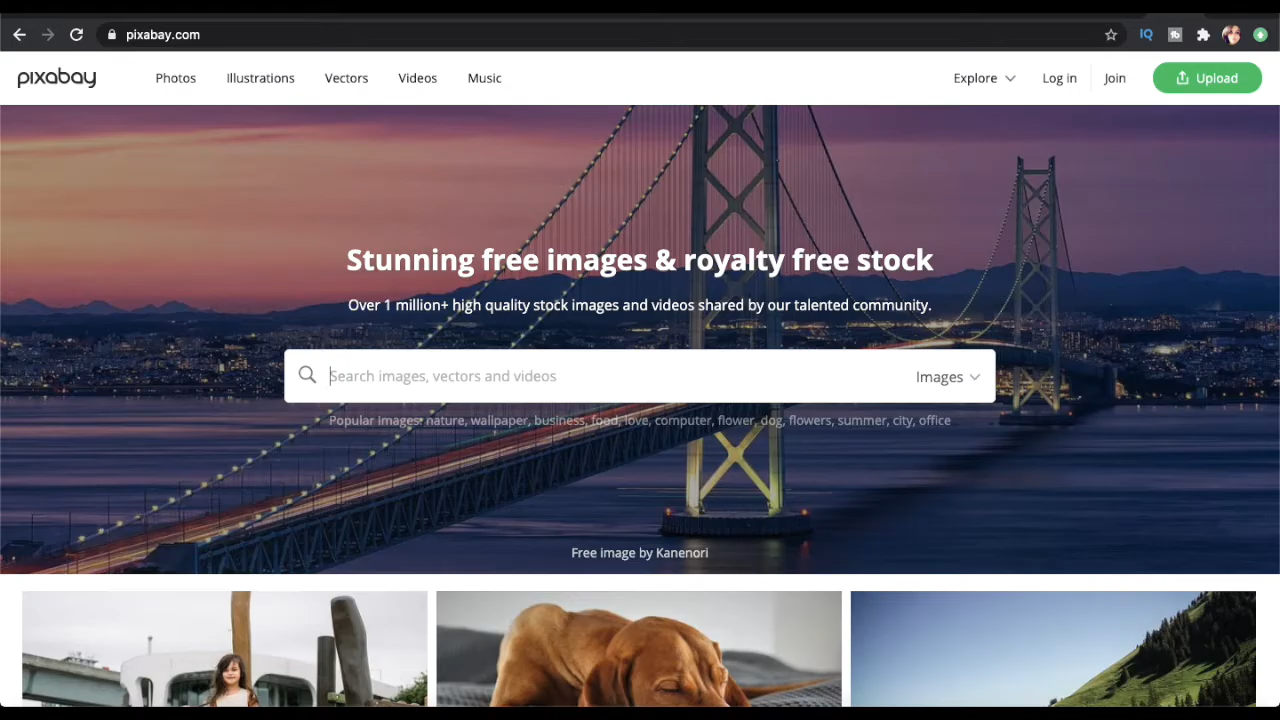 pixabay.com
IQ
pixabay
Photos
Illustrations
Vectors
Videos
Music
Explore
Log in
Join
Upload
Stunning free images & royalty free stock
Over 1 million+ high quality stock images and videos shared by our talented community.
Search images, vectors and videos
Images
Popular images: nature, wallpaper, business, food, love, computer, flower, dog, flowers, summer, city, office
Free image by Kanenori